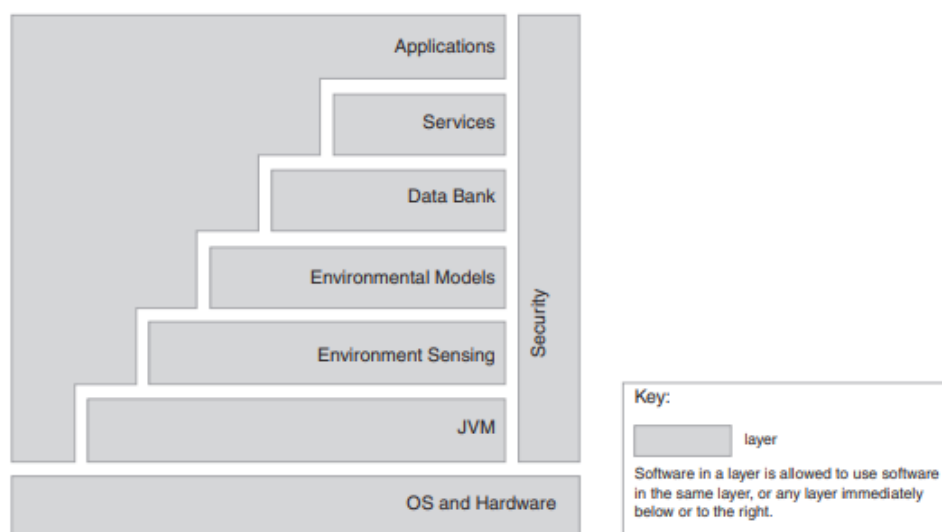 Applications
Services
Data Bank
Environmental Models
Environment Sensing
JVM
Security
OS and Hardware
Key:
layer
Software in a layer is allowed to use software
in the same layer, or any layer immediately
below or to the right.